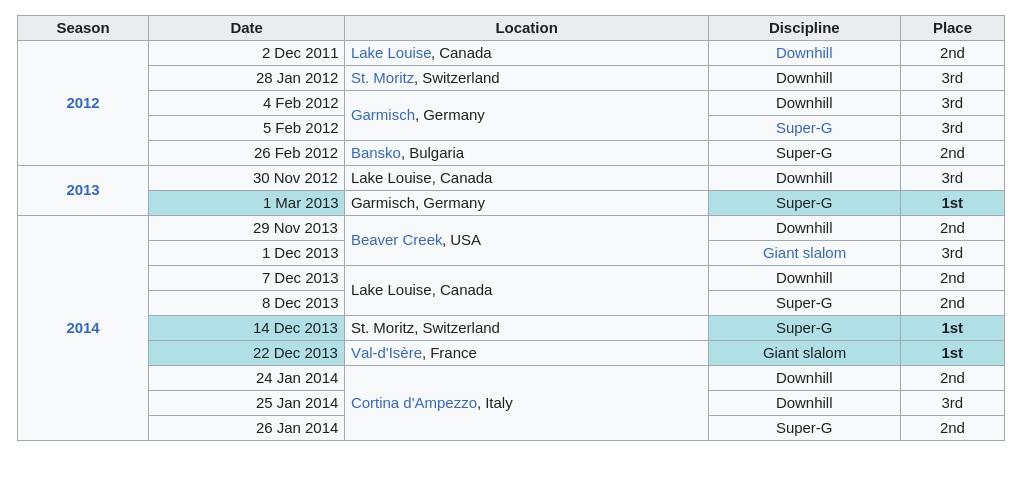 Season Date Location Discipline Place
2012 2 Dec 2011 Lake Louise, Canada Downhill 2nd
28 Jan 2012 St. Moritz, Switzerland Downhill 3rd
4 Feb 2012 Garmisch, Germany Downhill 3rd
5 Feb 2012 Super-G 3rd
26 Feb 2012 Bansko, Bulgaria Super-G 2nd
2013 30 Nov 2012 Lake Louise, Canada Downhill 3rd
1 Mar 2013 Garmisch, Germany Super-G 1st
2014 29 Nov 2013 Beaver Creek, USA Downhill 2nd
1 Dec 2013 Giant slalom 3rd
7 Dec 2013 Lake Louise, Canada Downhill 2nd
8 Dec 2013 Super-G 2nd
14 Dec 2013 St. Moritz, Switzerland Super-G 1st
22 Dec 2013 Val-d'Isère, France Giant slalom 1st
24 Jan 2014 Cortina d'Ampezzo, Italy Downhill 2nd
25 Jan 2014 Downhill 3rd
26 Jan 2014 Super-G 2nd